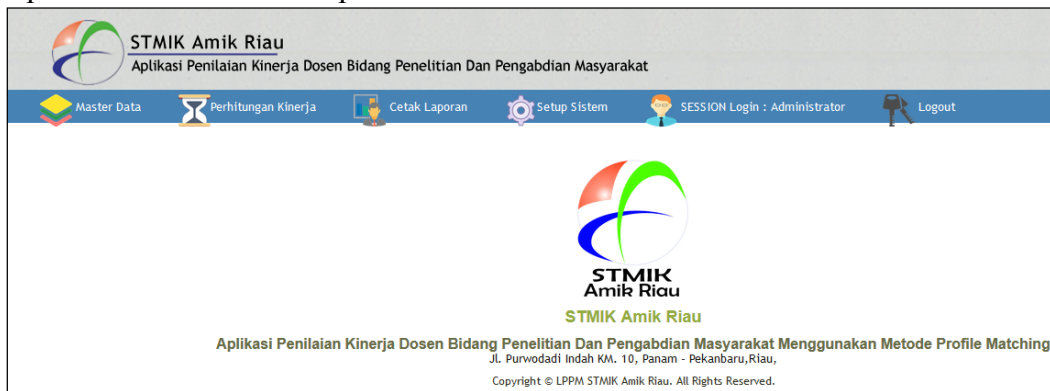 STMIK Amik Riau
Aplikasi Penilaian Kinerja Dosen Bidang Penelitian Dan Pengabdian Masyarakat
Master Data Perhitungan Kinerja Cetak Laporan Setup Sistem SESSION Login : Administrator Logout
STMIK
Amik Riau
STMIK Amik Riau
Aplikasi Penilaian Kinerja Dosen Bidang Penelitian Dan Pengabdian Masyarakat Menggunakan Metode Profile Matching
Jl. Purwodadi Indah KM. 10, Panam - Pekanbaru,Riau,
Copyright © LPPM STMIK Amik Riau. All Rights Reserved.